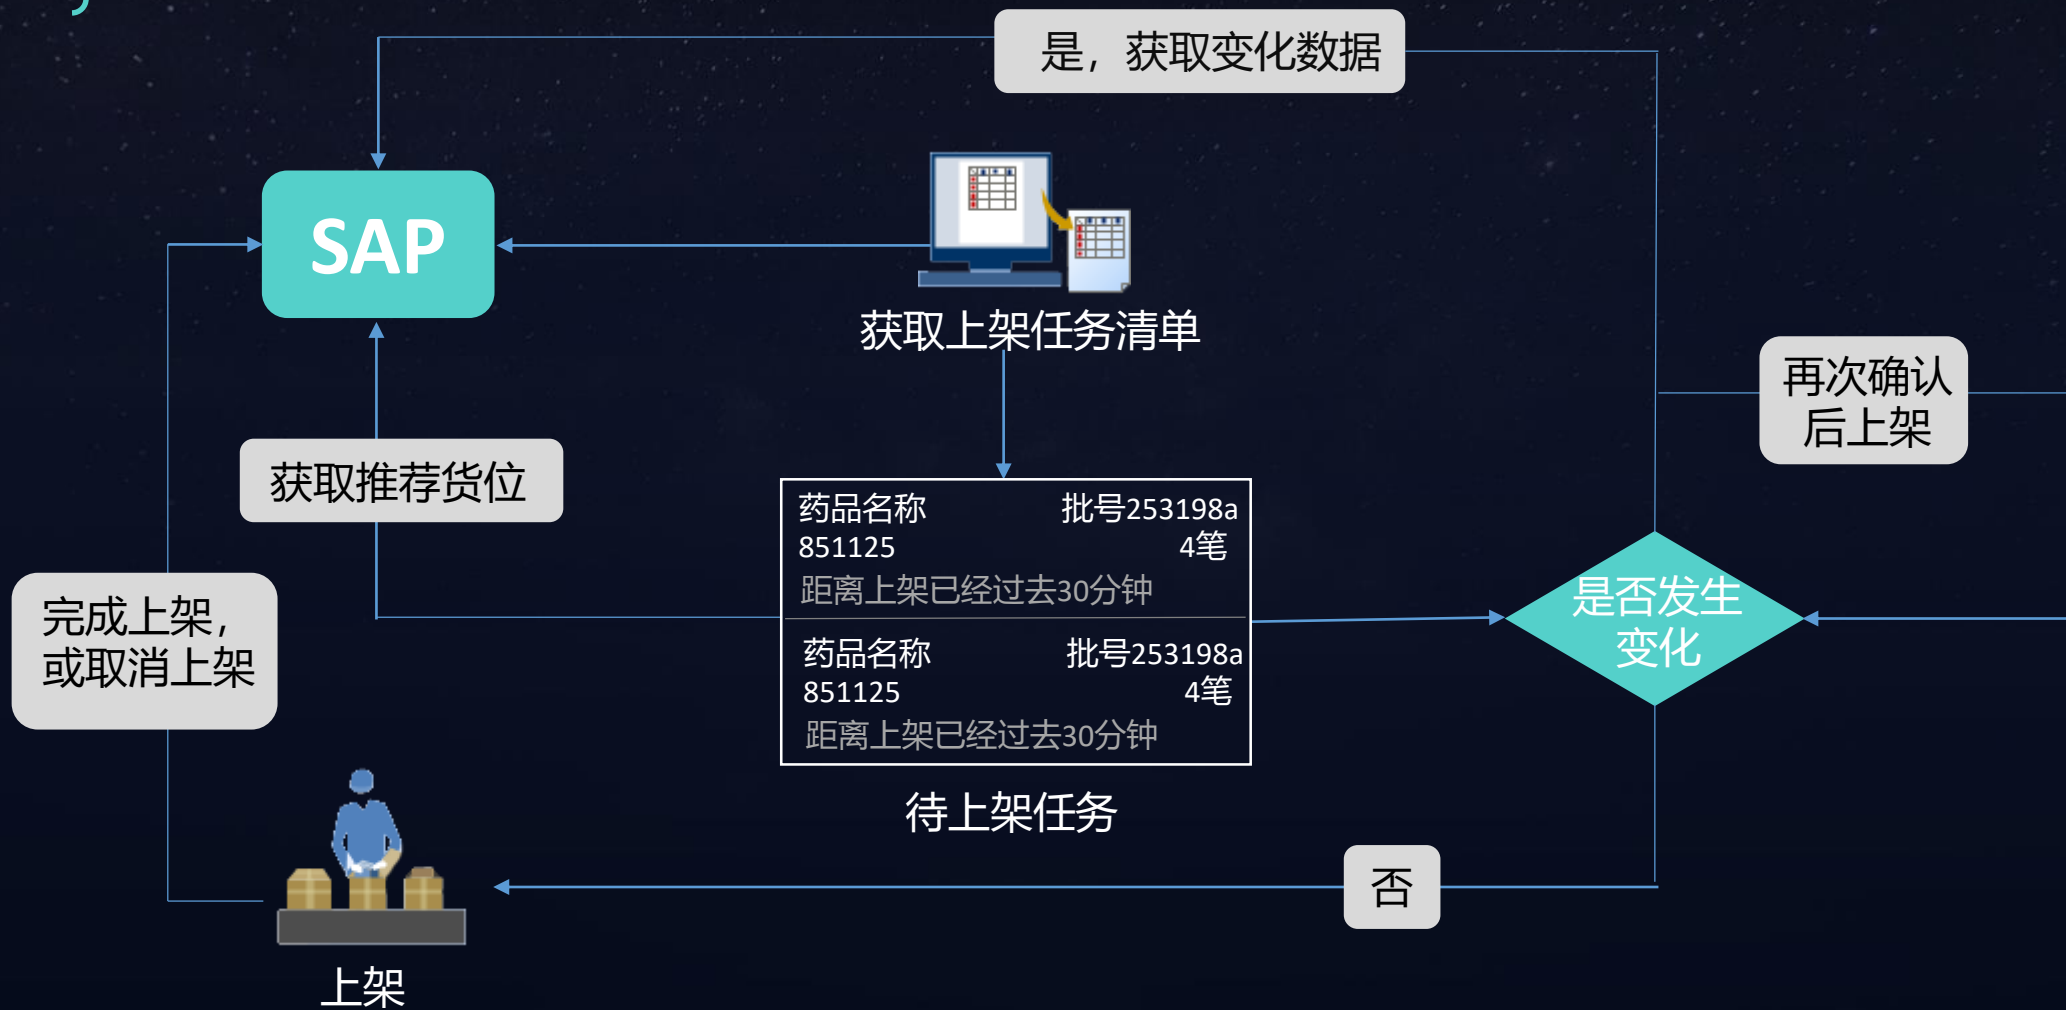 是，获取变化数据
SAP
获取上架任务清单
再次确认
后上架
获取推荐货位
药品名称 批号253198a
851125 4笔
距离上架已经过去30分钟
药品名称 批号253198a
851125 4笔
距离上架已经过去30分钟
是否发生
变化
完成上架，
或取消上架
待上架任务
否
上架